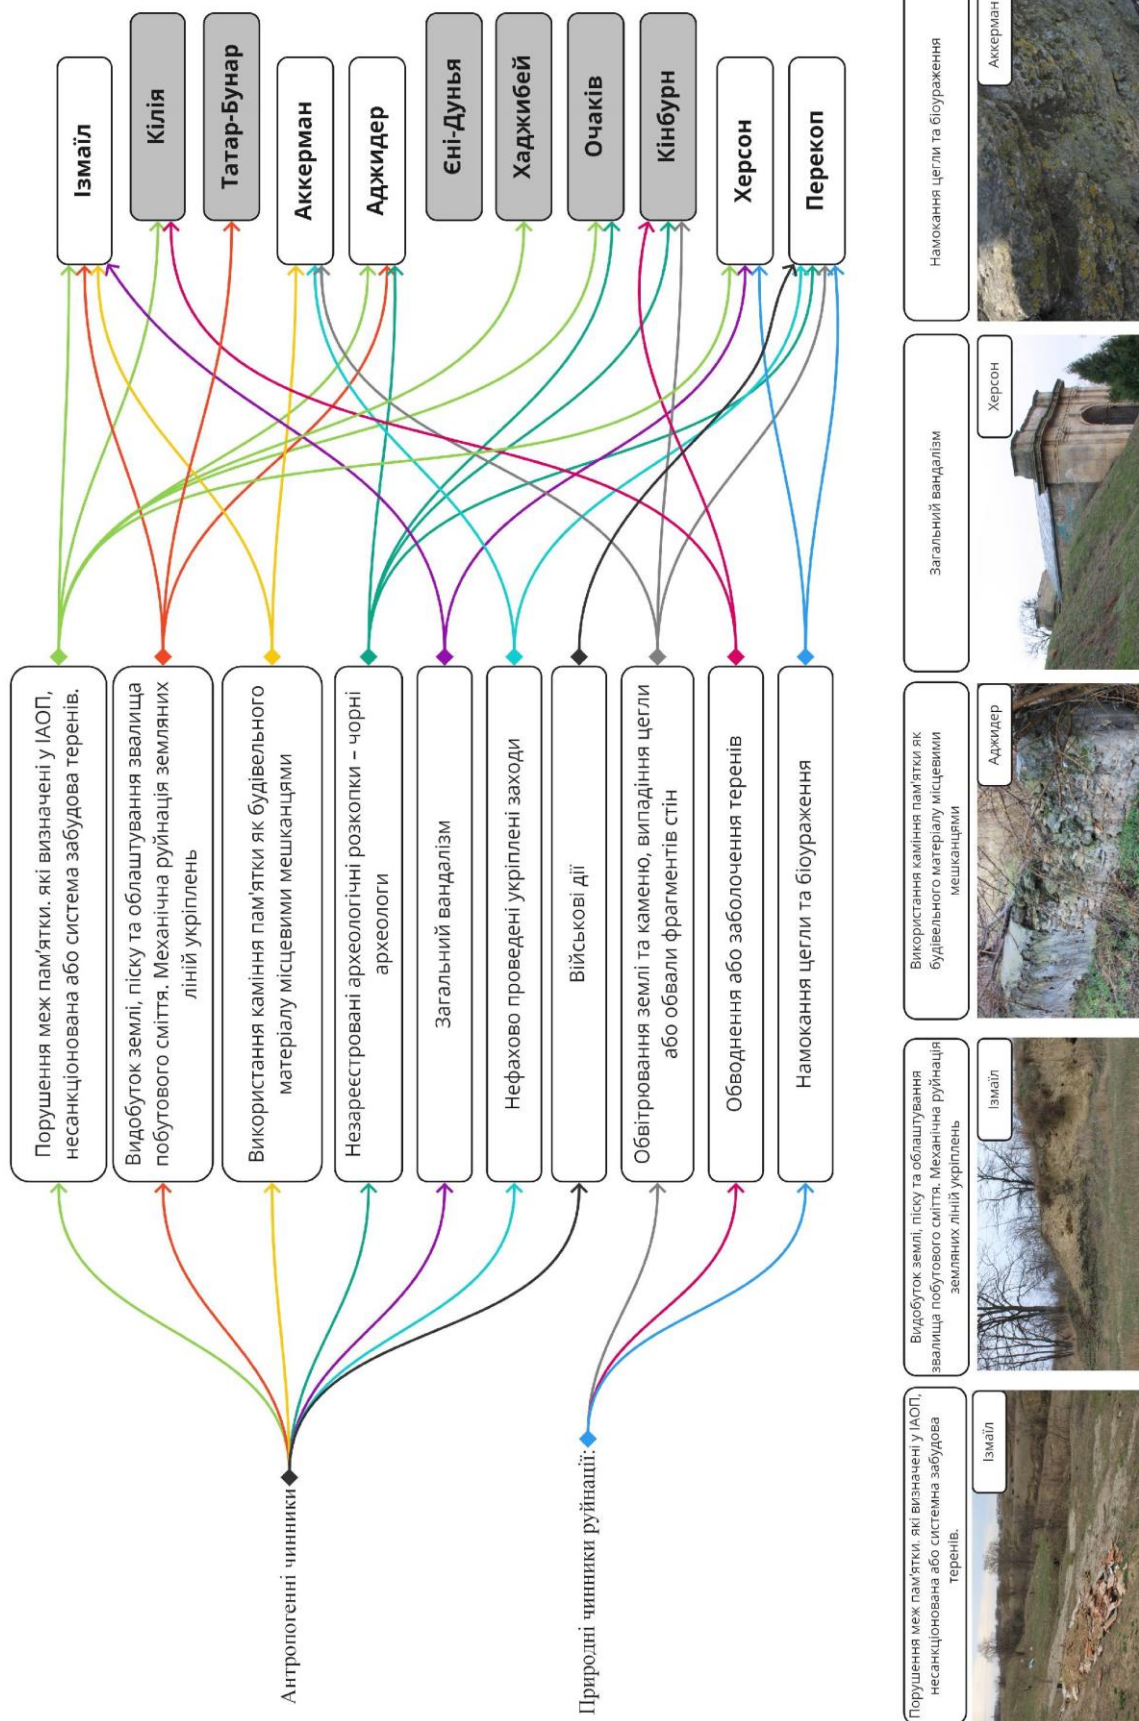 Антропогенні чинники
Природні чинники руйнації:
Порушення меж пам’ятки. які визначені у ІАОП,
несанкціонована або система забудова теренів.
Видобуток землі, піску та облаштування звалища
побутового сміття. Механічна руйнація земляних
ліній укріплень
Використання каміння пам'ятки як будівельного
матеріалу місцевими мешканцями
Незареєстровані археологічні розкопки – чорні
археологи
Загальний вандалізм
Нефахово проведені укріплені заходи
Військові дії
Обвітрювання землі та каменю, випадіння цегли
або обвали фрагментів стін
Обводнення або заболочення теренів
Намокання цегли та біоураження
Ізмаїл
Кілія
Татар-Бунар
Аккерман
Аджидер
Єні-Дунья
Хаджибей
Очаків
Кінбурн
Херсон
Перекоп
Порушення меж пам'ятки. які визначені у ІАОП,
несанкціонована або системна забудова
теренів.
Ізмаїл
Видобуток землі, піску та облаштування
звалища побутового сміття. Механічна руйнація
земляних ліній укріплень
Ізмаїл
Використання каміння пам'ятки як
будівельного матеріалу місцевими
мешканцями
Аджидер
Загальний вандалізм
Херсон
Намокання цегли та біоураження
Аккерман